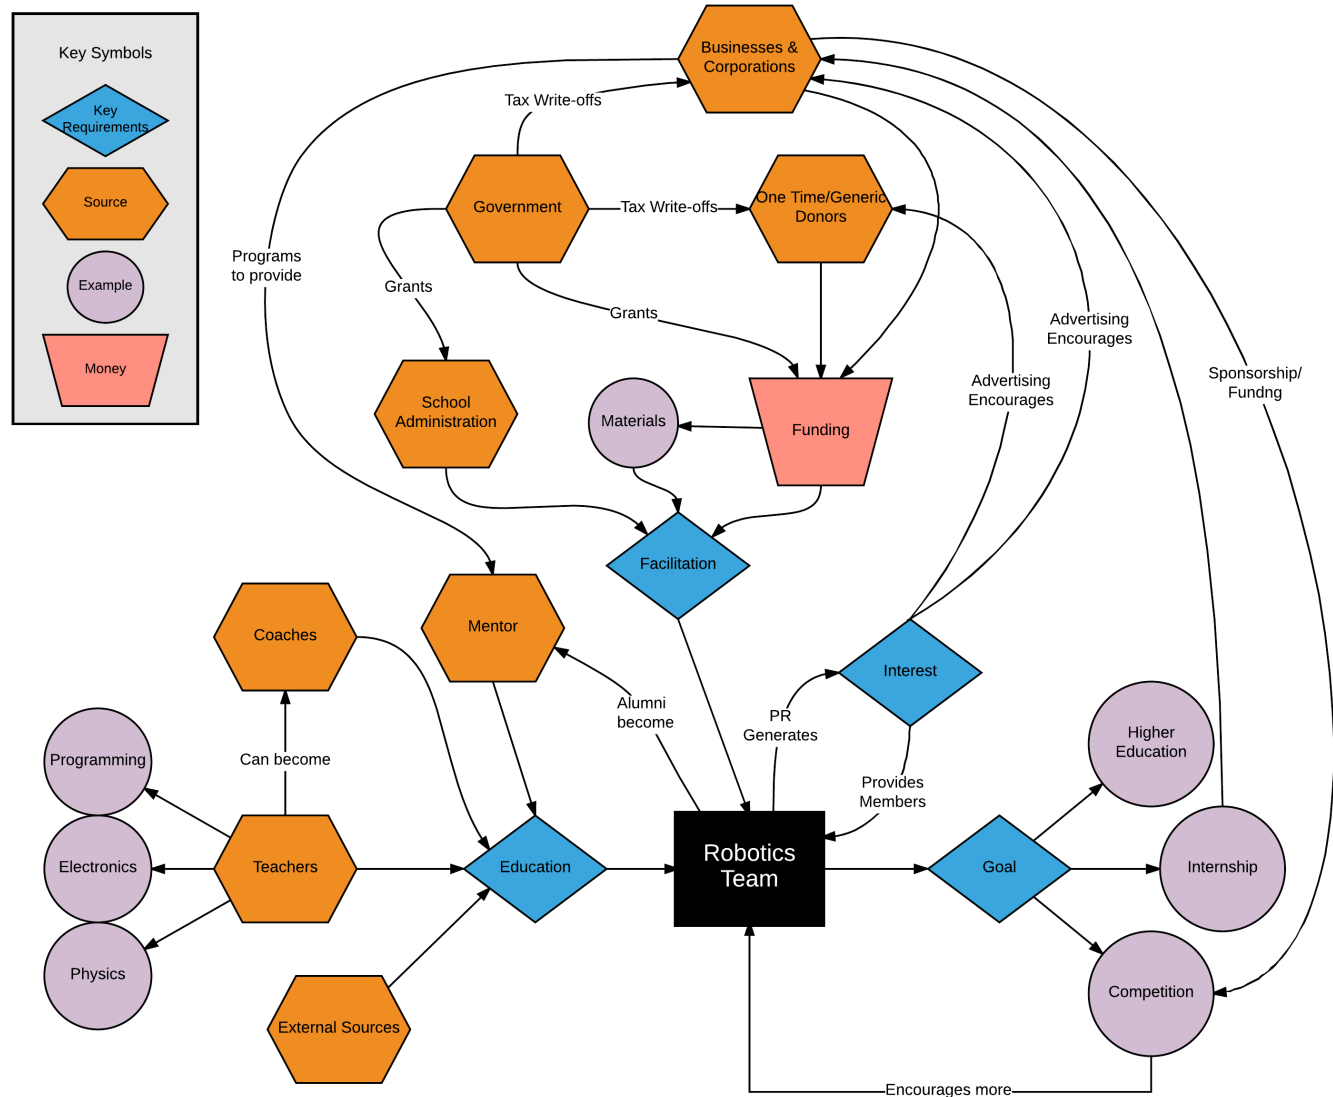 Key Symbols
Key
Requirements
Source
Example
Money
Businesses &
Corporations
Tax Write-offs
Government
Tax Write-offs
One Time/Generic
Donors
Programs
to provide
Grants
Grants
Advertising
Encourages
Advertising
Encourages
Sponsorship/
Fundng
School
Administration
Materials
Funding
Facilitation
Coaches
Mentor
Interest
Alumni
become
PR
Generates
Provides
Members
Higher
Education
Programming
Can become
Electronics
Teachers
Education
Robotics
Team
Goal
Internship
Physics
External Sources
Competition
Encourages more